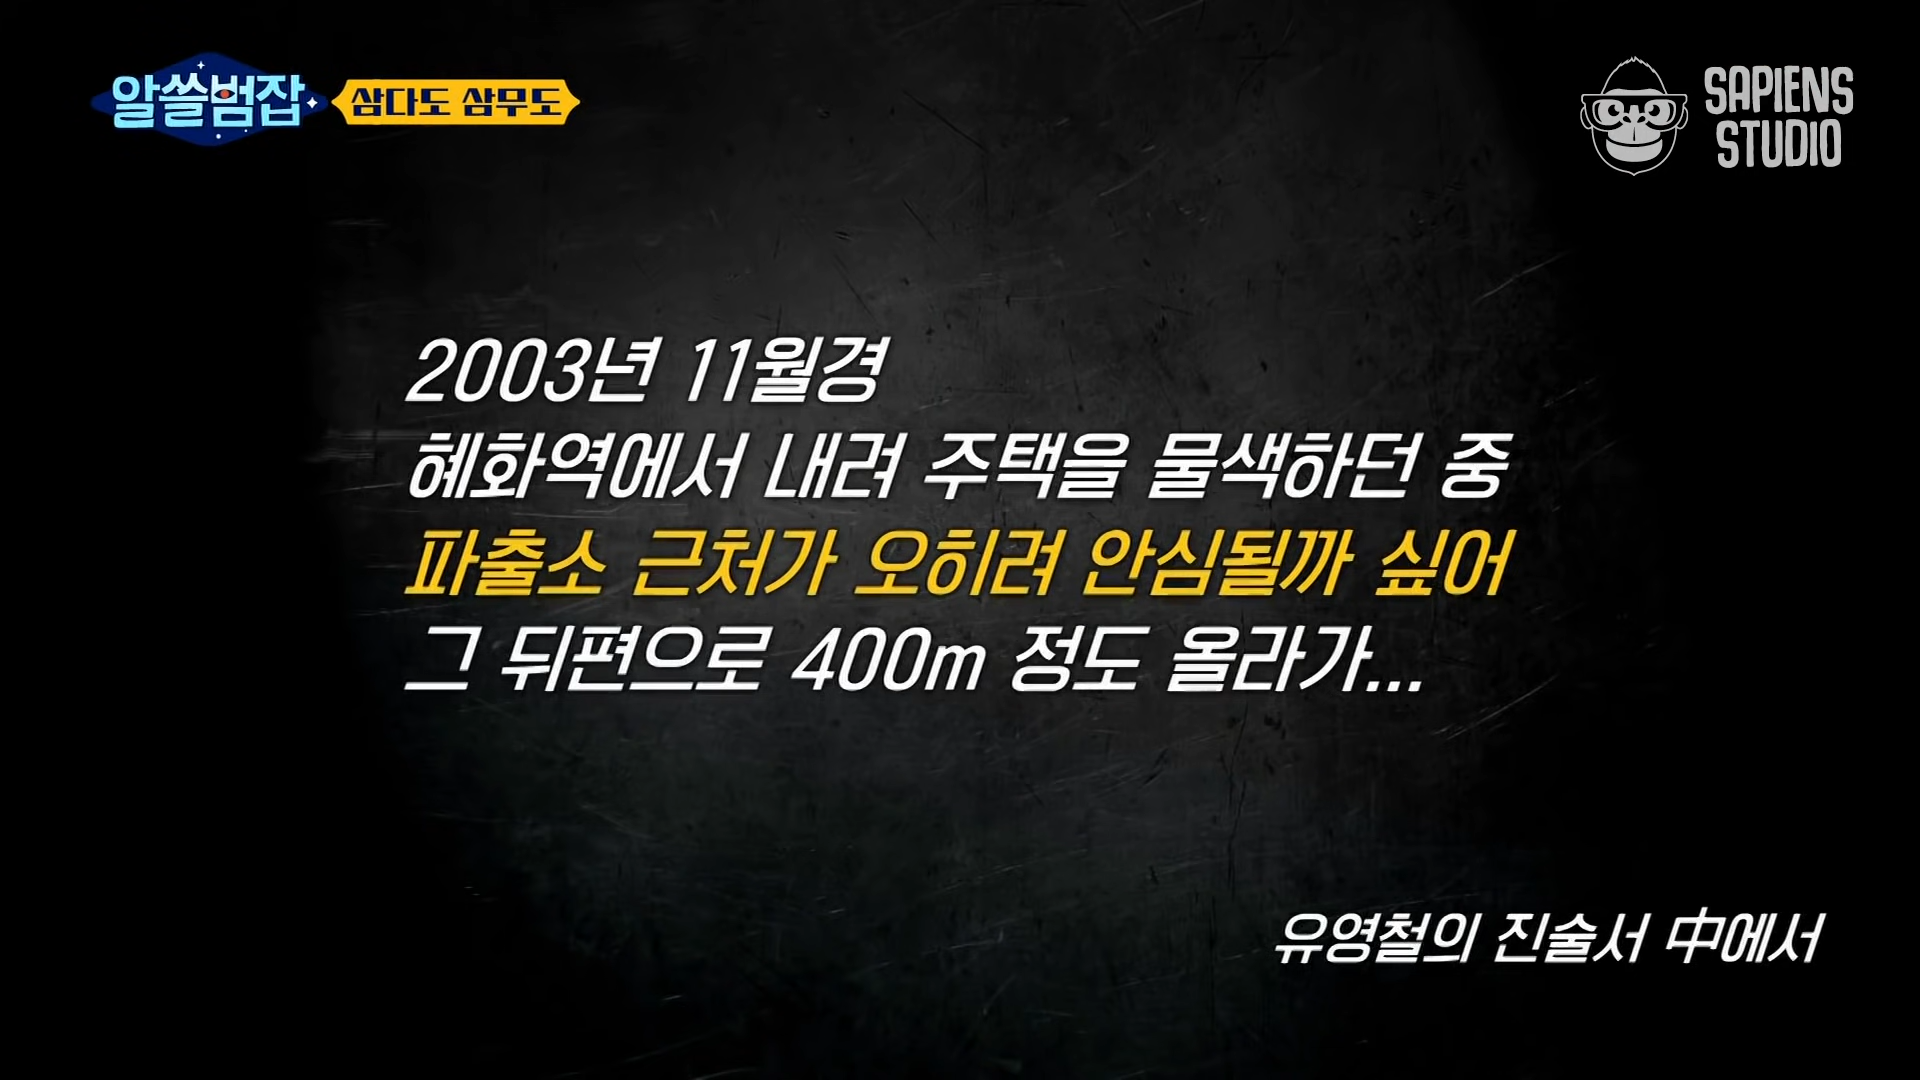 알쓸범잡 삼다도 삼무도
SAPIENS
STUDIO
2003년 11월경
혜화역에서 내려 주택을 물색하던 중
파출소 근처가 오히려 안심될까 싶어
그 뒤편으로 400m 정도 올라가...
유영철의 진술서 中에서